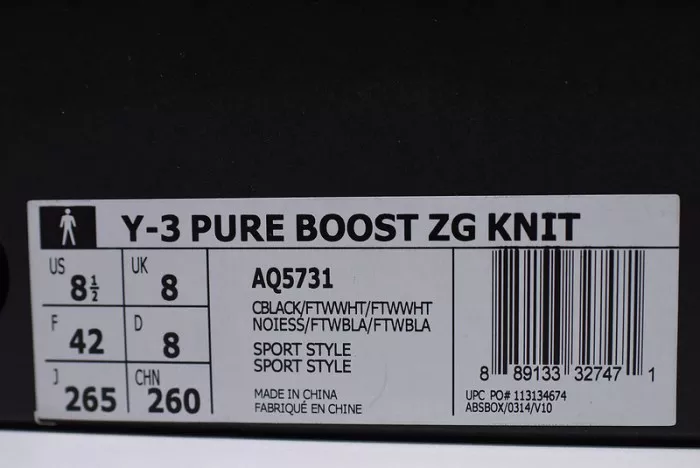 Y-3 PURE BOOST ZG KNIT
US 8½ UK 8
F 42 D 8
J 265 CHN 260
AQ5731
CBLACK/FTWWHT/FTWWHT
NOIESS/FTWBLA/FTWBLA
SPORT STYLE
SPORT STYLE
MADE IN CHINA
FABRIQUÉ EN CHINE
8 89133 32747 1
UPC PO# 113134674
ABSBOX/0314/V10